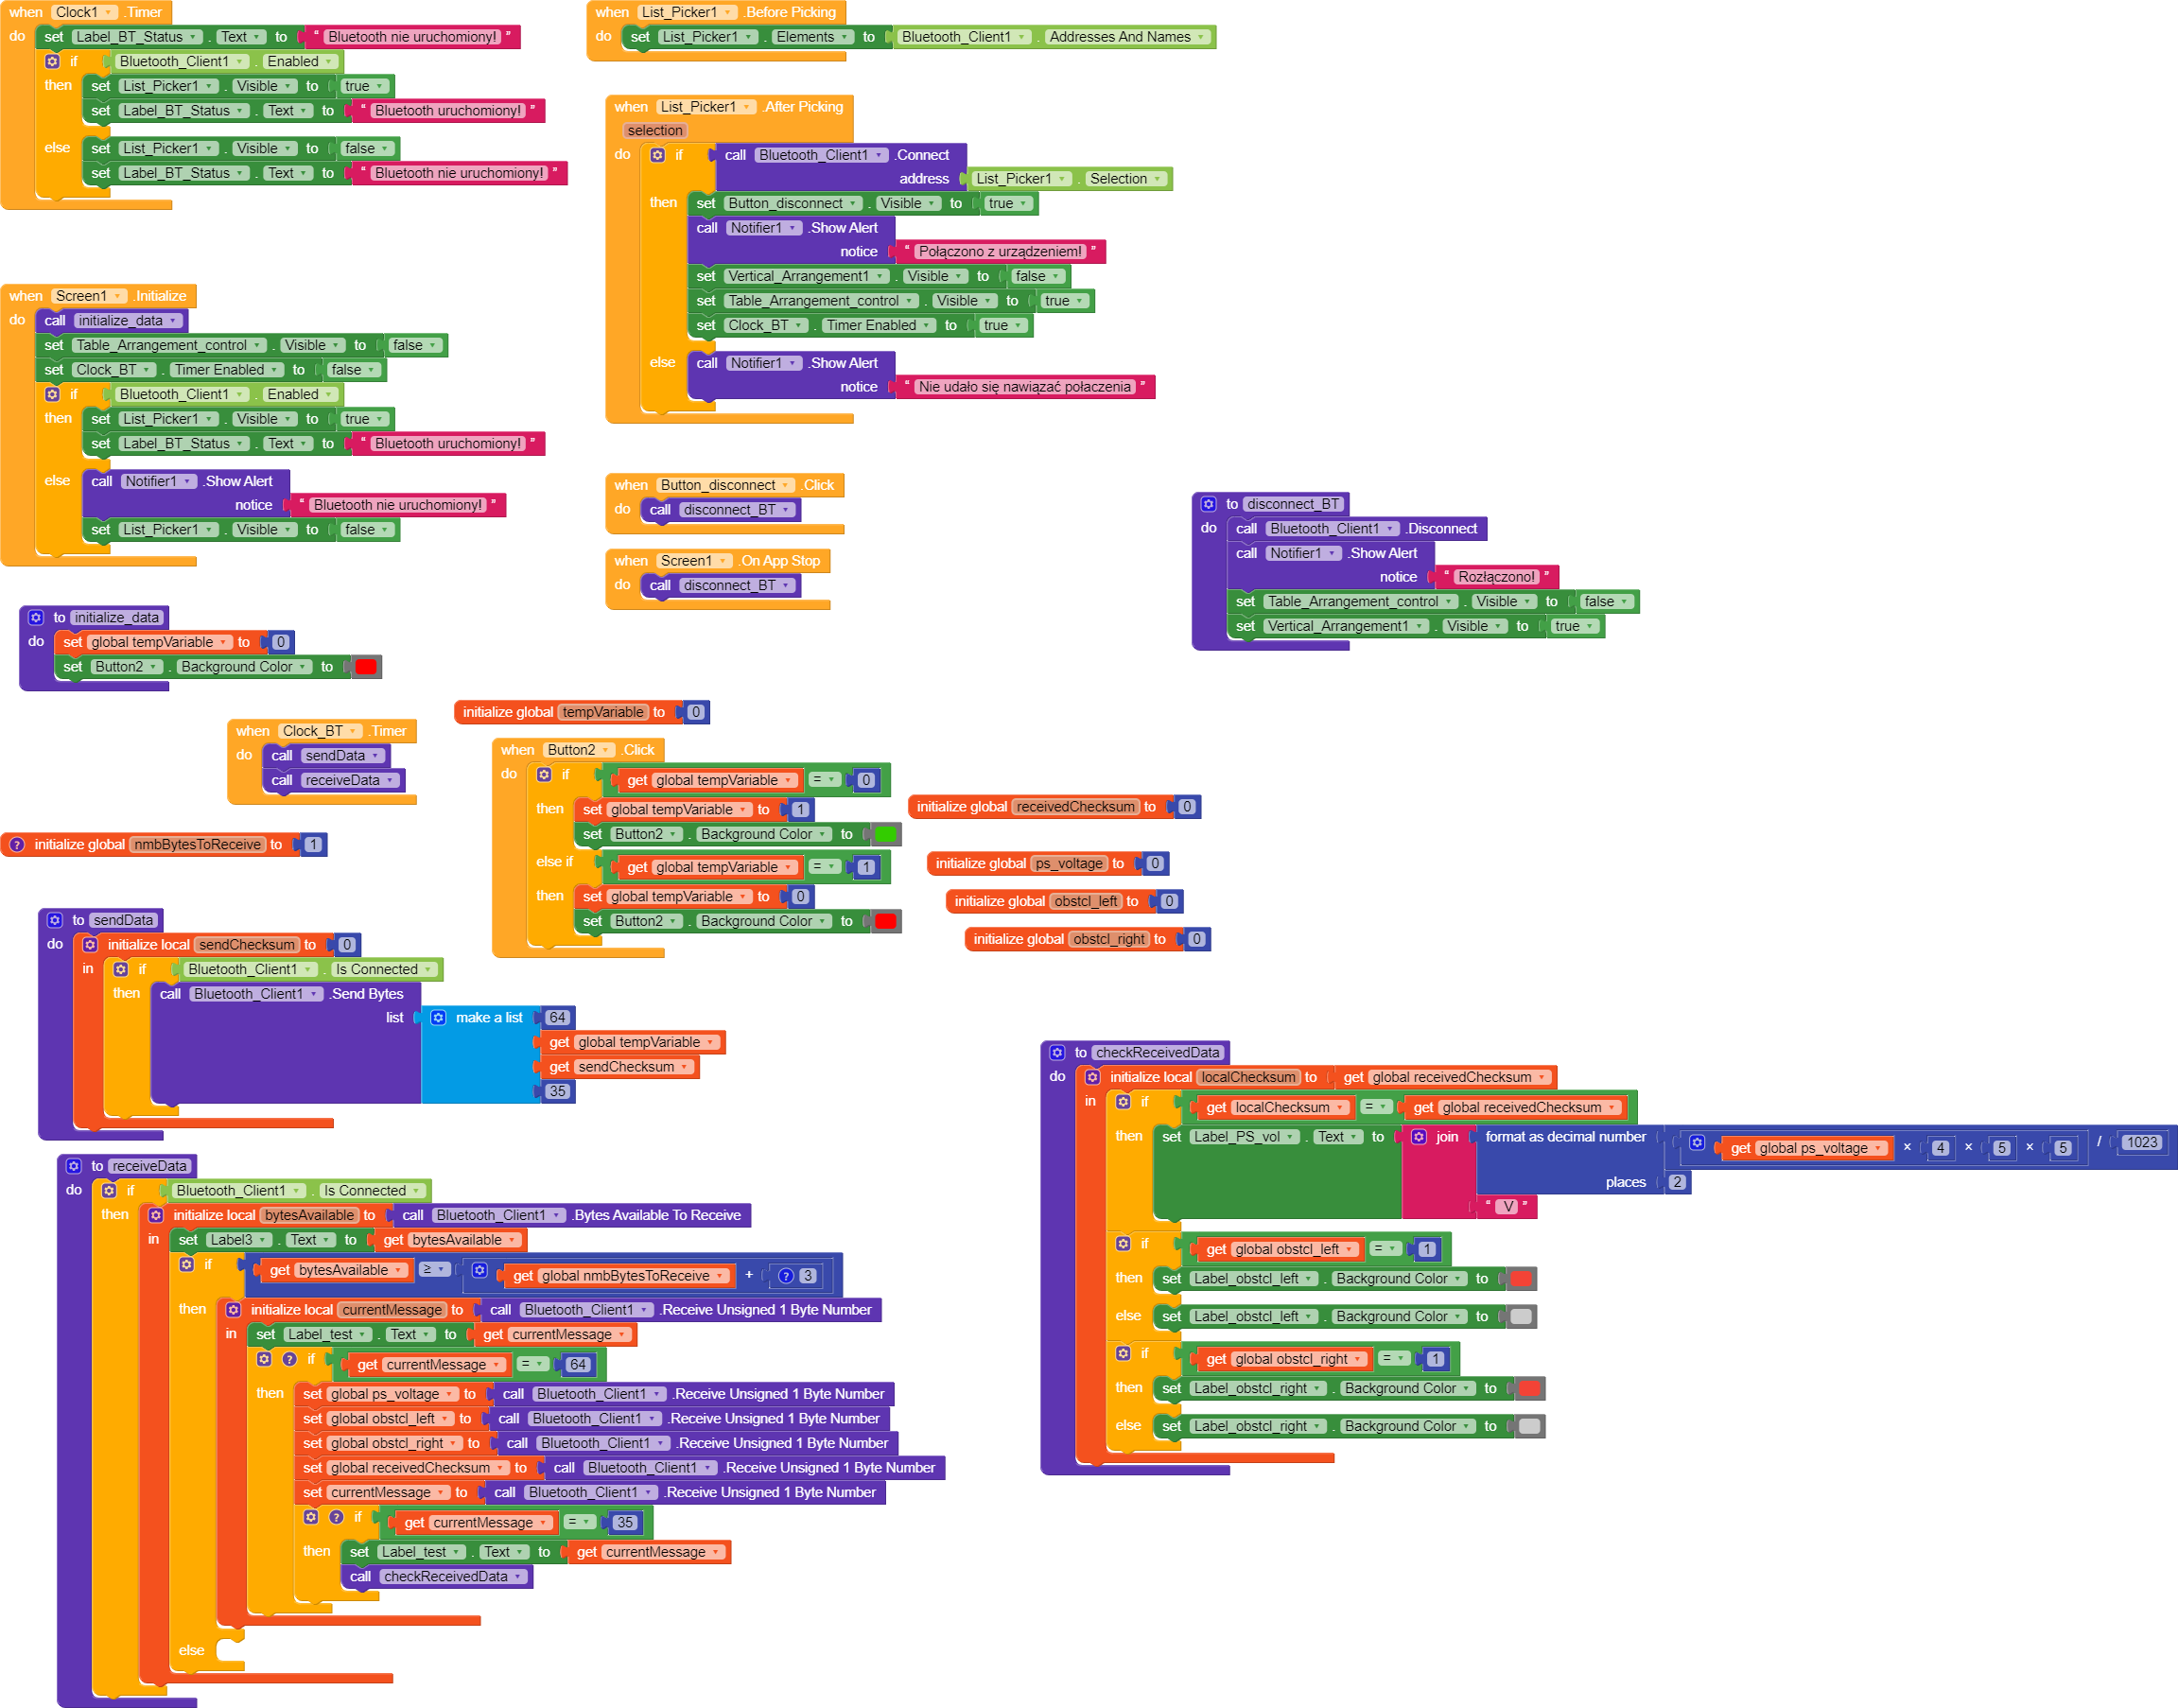 when Clock1 .Timer
do set Label_BT_Status . Text to “ Bluetooth nie uruchomiony! ”
if Bluetooth_Client1 . Enabled
then set List_Picker1 . Visible to true
set Label_BT_Status . Text to “ Bluetooth uruchomiony! ”
else set List_Picker1 . Visible to false
set Label_BT_Status . Text to “ Bluetooth nie uruchomiony! ”
when List_Picker1 .Before Picking
do set List_Picker1 . Elements to Bluetooth_Client1 . Addresses And Names
when List_Picker1 .After Picking
selection
do if call Bluetooth_Client1 .Connect
address List_Picker1 . Selection
then set Button_disconnect . Visible to true
call Notifier1 .Show Alert
notice “ Połączono z urządzeniem! ”
set Vertical_Arrangement1 . Visible to false
set Table_Arrangement_control . Visible to true
set Clock_BT . Timer Enabled to true
else call Notifier1 .Show Alert
notice “ Nie udało się nawiązać połaczenia ”
when Screen1 .Initialize
do call initialize_data
set Table_Arrangement_control . Visible to false
set Clock_BT . Timer Enabled to false
if Bluetooth_Client1 . Enabled
then set List_Picker1 . Visible to true
set Label_BT_Status . Text to “ Bluetooth uruchomiony! ”
else call Notifier1 .Show Alert
notice “ Bluetooth nie uruchomiony! ”
set List_Picker1 . Visible to false
when Button_disconnect .Click
do call disconnect_BT
when Screen1 .On App Stop
do call disconnect_BT
to disconnect_BT
do call Bluetooth_Client1 .Disconnect
call Notifier1 .Show Alert
notice “ Rozłączono! ”
set Table_Arrangement_control . Visible to false
set Vertical_Arrangement1 . Visible to true
to initialize_data
do set global tempVariable to 0
set Button2 . Background Color to
initialize global tempVariable to 0
when Clock_BT .Timer
do call sendData
call receiveData
when Button2 .Click
do if get global tempVariable = 0
then set global tempVariable to 1
set Button2 . Background Color to
else if get global tempVariable = 1
then set global tempVariable to 0
set Button2 . Background Color to
initialize global receivedChecksum to 0
initialize global ps_voltage to 0
initialize global obstcl_left to 0
initialize global obstcl_right to 0
? initialize global nmbBytesToReceive to 1
to sendData
do initialize local sendChecksum to 0
in if Bluetooth_Client1 . Is Connected
then call Bluetooth_Client1 .Send Bytes
list make a list 64
get global tempVariable
get sendChecksum
35
to receiveData
do if Bluetooth_Client1 . Is Connected
then initialize local bytesAvailable to call Bluetooth_Client1 .Bytes Available To Receive
in set Label3 . Text to get bytesAvailable
if get bytesAvailable ≥ get global nmbBytesToReceive + ? 3
then initialize local currentMessage to call Bluetooth_Client1 .Receive Unsigned 1 Byte Number
in set Label_test . Text to get currentMessage
? if get currentMessage = 64
then set global ps_voltage to call Bluetooth_Client1 .Receive Unsigned 1 Byte Number
set global obstcl_left to call Bluetooth_Client1 .Receive Unsigned 1 Byte Number
set global obstcl_right to call Bluetooth_Client1 .Receive Unsigned 1 Byte Number
set global receivedChecksum to call Bluetooth_Client1 .Receive Unsigned 1 Byte Number
set currentMessage to call Bluetooth_Client1 .Receive Unsigned 1 Byte Number
? if get currentMessage = 35
then set Label_test . Text to get currentMessage
call checkReceivedData
else
to checkReceivedData
do initialize local localChecksum to get global receivedChecksum
in if get localChecksum = get global receivedChecksum
then set Label_PS_vol . Text to join format as decimal number get global ps_voltage × 4 × 5 × 5 / 1023
places 2
“ V ”
if get global obstcl_left = 1
then set Label_obstcl_left . Background Color to
else set Label_obstcl_left . Background Color to
if get global obstcl_right = 1
then set Label_obstcl_right . Background Color to
else set Label_obstcl_right . Background Color to